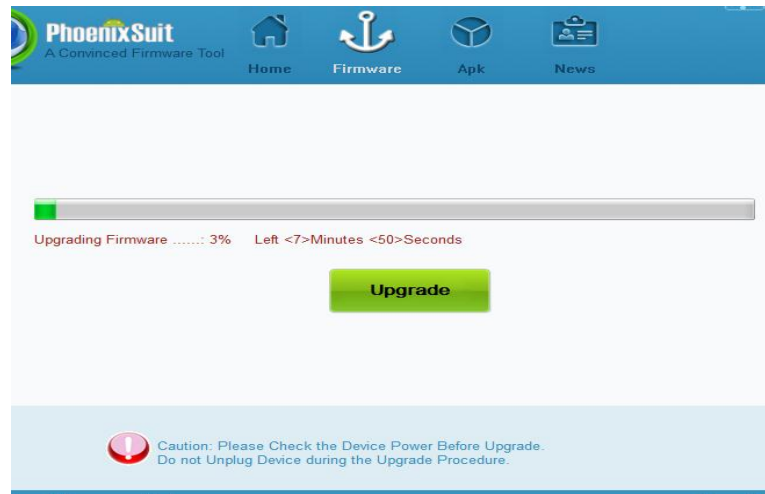 PhoenixSuit
A Convinced Firmware Tool
Home
Firmware
Apk
News
Upgrading Firmware ......: 3% Left <7>Minutes <50>Seconds
Upgrade
Caution: Please Check the Device Power Before Upgrade.
Do not Unplug Device during the Upgrade Procedure.